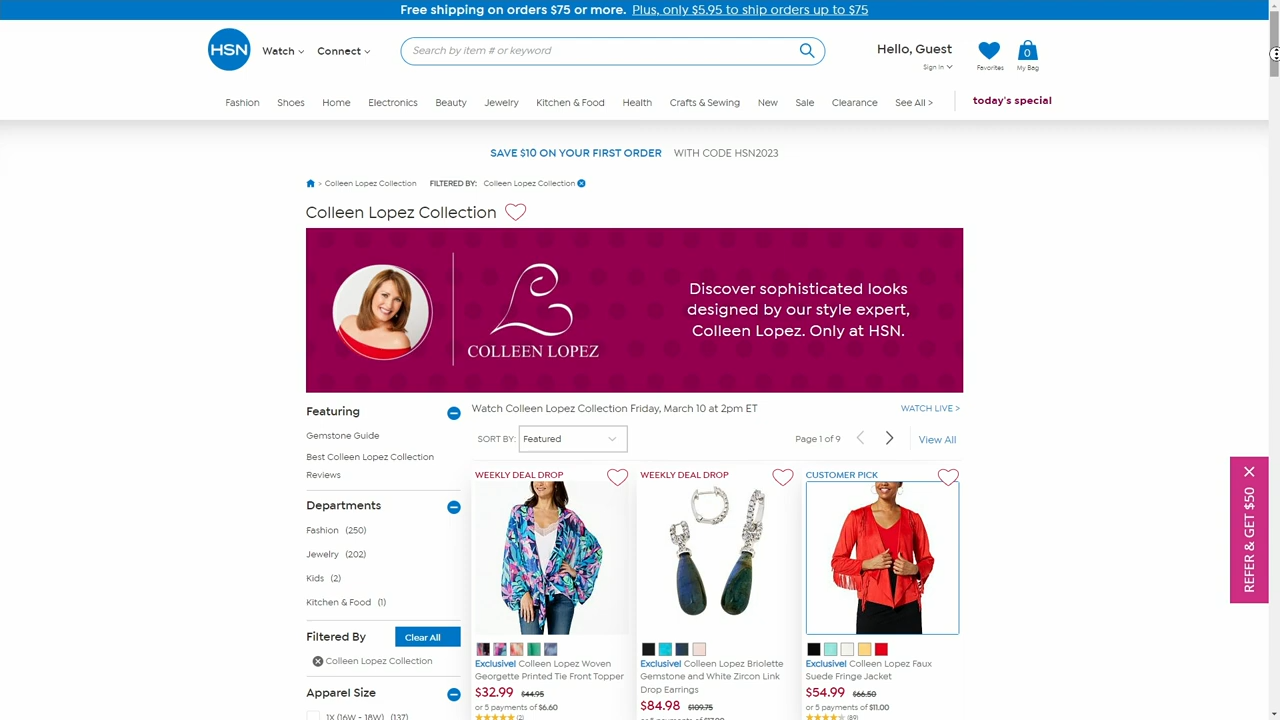 Free shipping on orders $75 or more. Plus, only $5.95 to ship orders up to $75
HSN
Watch
Connect
Search by item # or keyword
Hello, Guest
Sign In
Favorites
0
My Bag
Fashion Shoes Home Electronics Beauty Jewelry Kitchen & Food Health Crafts & Sewing New Sale Clearance See All > today's special
SAVE $10 ON YOUR FIRST ORDER WITH CODE HSN2023
> Colleen Lopez Collection FILTERED BY: Colleen Lopez Collection
Colleen Lopez Collection
COLLEEN LOPEZ
Discover sophisticated looks
designed by our style expert,
Colleen Lopez. Only at HSN.
Featuring
Gemstone Guide
Best Colleen Lopez Collection
Reviews
Departments
Fashion (250)
Jewelry (202)
Kids (2)
Kitchen & Food (1)
Filtered By
Clear All
Colleen Lopez Collection
Apparel Size
1X (16W - 18W) (137)
Watch Colleen Lopez Collection Friday, March 10 at 2pm ET
WATCH LIVE >
SORT BY: Featured
Page 1 of 9
View All
WEEKLY DEAL DROP
Exclusive! Colleen Lopez Woven
Georgette Printed Tie Front Topper
$32.99 $44.95
or 5 payments of $6.60
(2)
WEEKLY DEAL DROP
Exclusive! Colleen Lopez Briolette
Gemstone and White Zircon Link
Drop Earrings
$84.98 $109.75
CUSTOMER PICK
Exclusive! Colleen Lopez Faux
Suede Fringe Jacket
$54.99 $66.50
or 5 payments of $11.00
(89)
REFER & GET $50